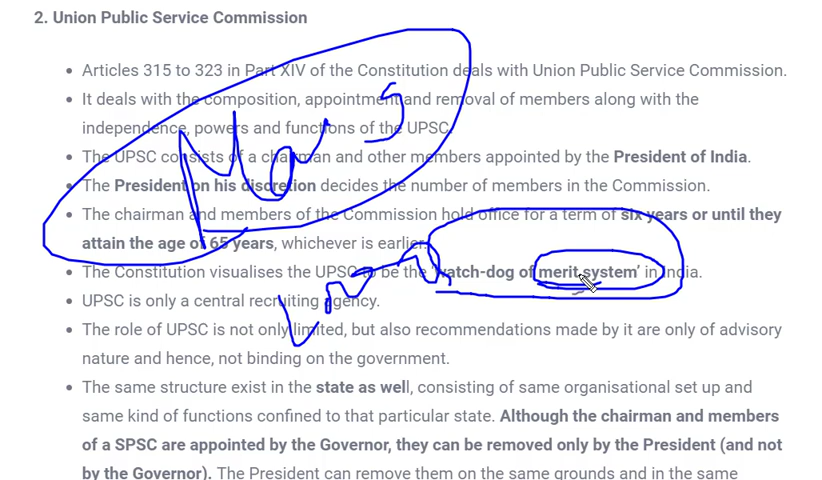 2. Union Public Service Commission
• Articles 315 to 323 in Part XIV of the Constitution deals with Union Public Service Commission.
• It deals with the composition, appointment and removal of members along with the
independence, powers and functions of the UPSC.
• The UPSC consists of a chairman and other members appointed by the President of India.
• The President on his discretion decides the number of members in the Commission.
• The chairman and members of the Commission hold office for a term of six years or until they
attain the age of 65 years, whichever is earlier.
• The Constitution visualises the UPSC to be the 'watch-dog of merit system' in India.
• UPSC is only a central recruiting agency.
• The role of UPSC is not only limited, but also recommendations made by it are only of advisory
nature and hence, not binding on the government.
• The same structure exist in the state as well, consisting of same organisational set up and
same kind of functions confined to that particular state. Although the chairman and members
of a SPSC are appointed by the Governor, they can be removed only by the President (and not
by the Governor). The President can remove them on the same grounds and in the same